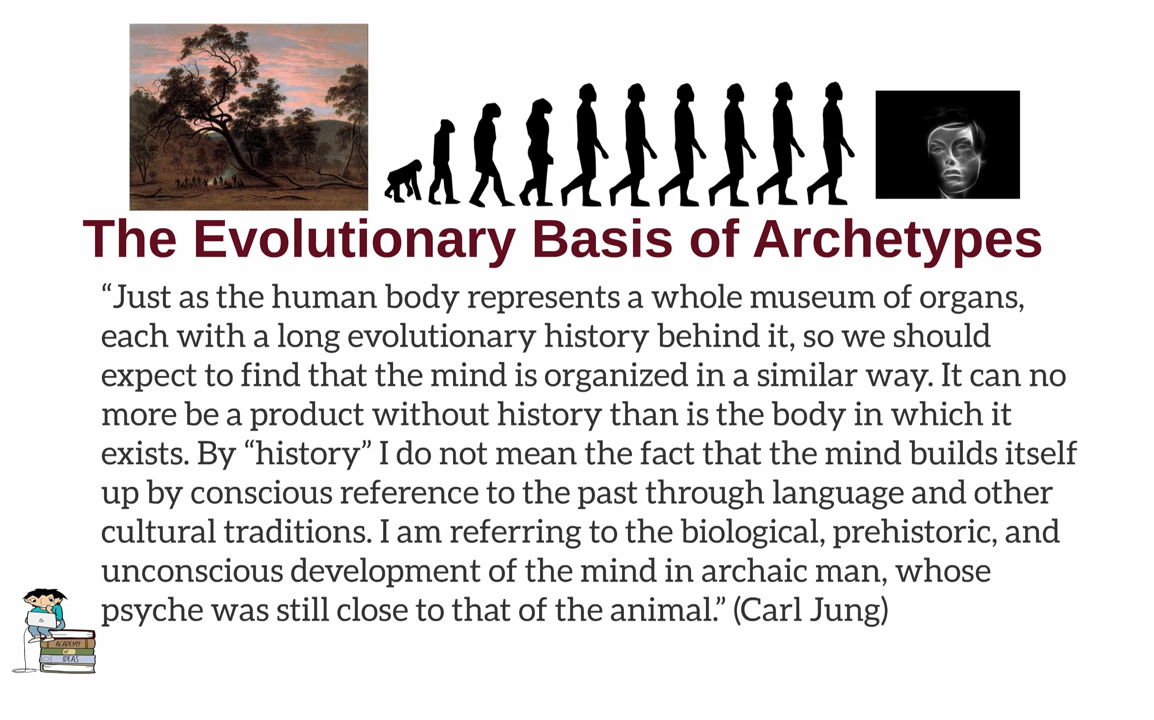 The Evolutionary Basis of Archetypes
“Just as the human body represents a whole museum of organs,
each with a long evolutionary history behind it, so we should
expect to find that the mind is organized in a similar way. It can no
more be a product without history than is the body in which it
exists. By “history” I do not mean the fact that the mind builds itself
up by conscious reference to the past through language and other
cultural traditions. I am referring to the biological, prehistoric, and
unconscious development of the mind in archaic man, whose
psyche was still close to that of the animal.” (Carl Jung)
ACADEMY
OF
IDEAS